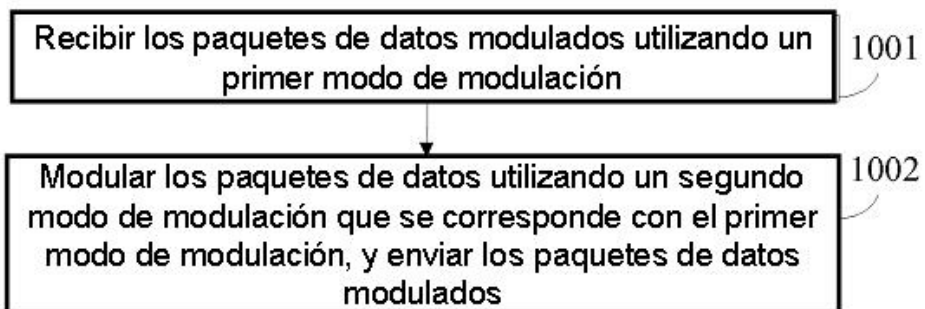 Recibir los paquetes de datos modulados utilizando un
primer modo de modulación
1001
Modular los paquetes de datos utilizando un segundo
modo de modulación que se corresponde con el primer
modo de modulación, y enviar los paquetes de datos
modulados
1002